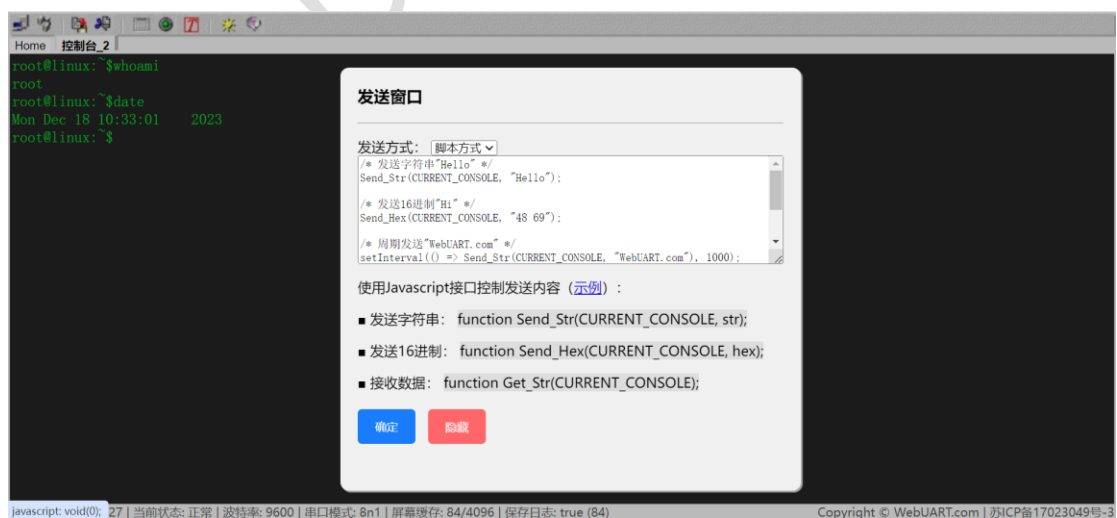 Home 控制台_2
root@linux:~$whoami
root
root@linux:~$date
Mon Dec 18 10:33:01 2023
root@linux:~$
发送窗口
发送方式： 脚本方式
/* 发送字符串"Hello" */
Send_Str(CURRENT_CONSOLE, "Hello");
/* 发送16进制"Hi" */
Send_Hex(CURRENT_CONSOLE, "48 69");
/* 周期发送"WebUART.com" */
setInterval(() => Send_Str(CURRENT_CONSOLE, "WebUART.com"), 1000);
使用Javascript接口控制发送内容（示例）：
■ 发送字符串： function Send_Str(CURRENT_CONSOLE, str);
■ 发送16进制： function Send_Hex(CURRENT_CONSOLE, hex);
■ 接收数据： function Get_Str(CURRENT_CONSOLE);
确定 隐藏
javascript: void(0); 27 | 当前状态: 正常 | 波特率: 9600 | 串口模式: 8n1 | 屏幕缓存: 84/4096 | 保存日志: true (84) Copyright © WebUART.com | 苏ICP备17023049号-3